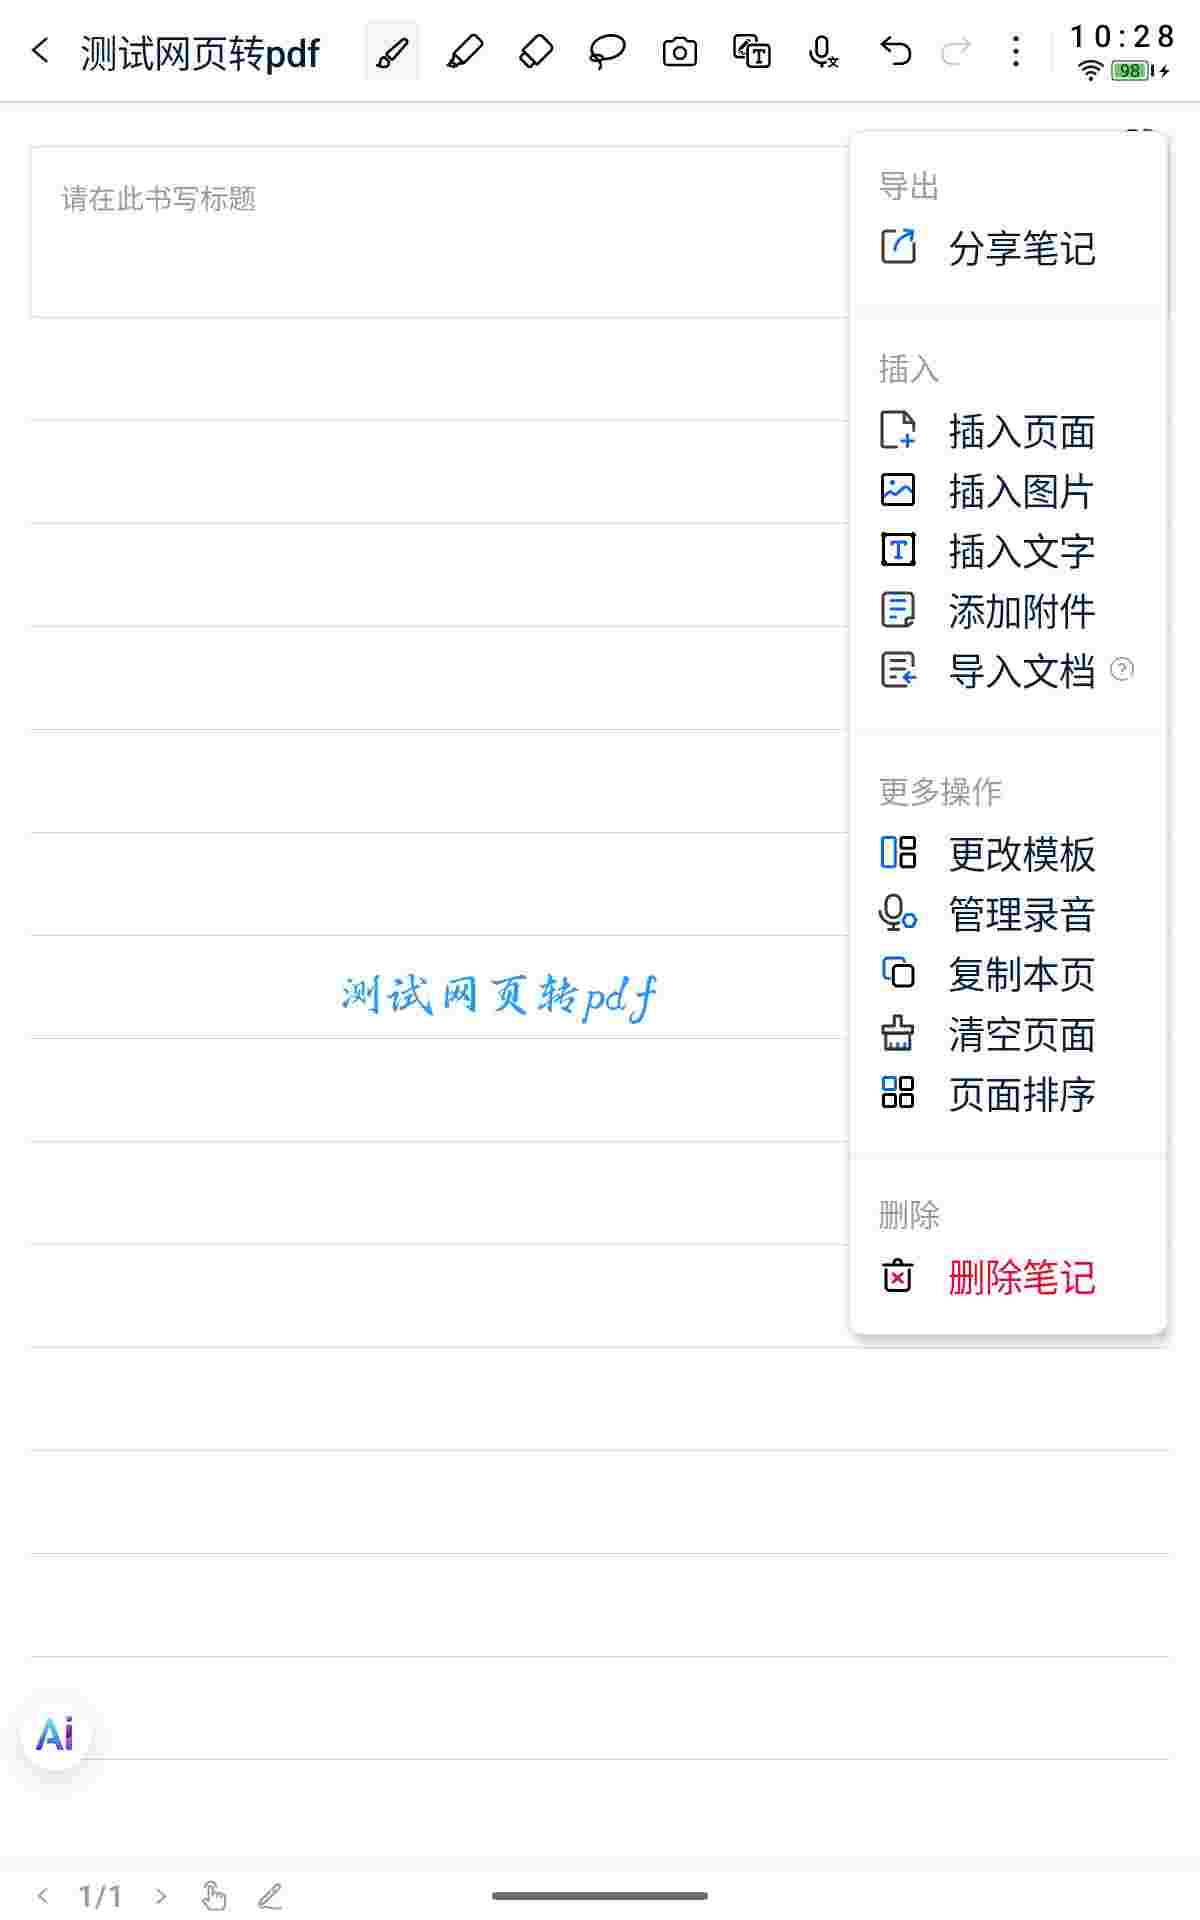 测试网页转pdf
10:28
98
请在此书写标题
导出
分享笔记
插入
插入页面
插入图片
插入文字
添加附件
导入文档 ?
更多操作
更改模板
管理录音
复制本页
清空页面
页面排序
删除
删除笔记
测试网页转pdf
Ai
1/1